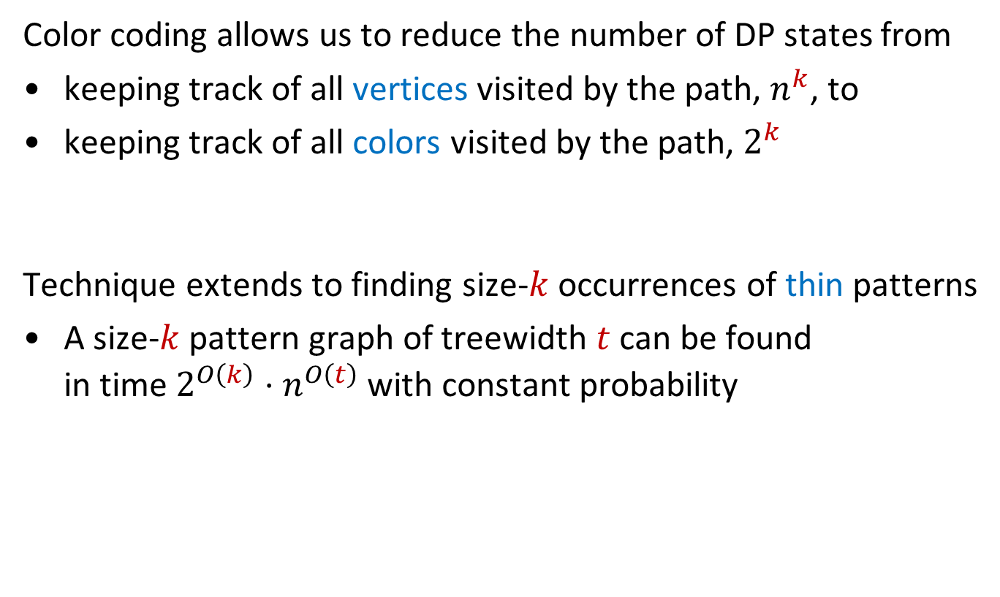 Color coding allows us to reduce the number of DP states from
• keeping track of all vertices visited by the path, $n^k$, to
• keeping track of all colors visited by the path, $2^k$
Technique extends to finding size-$k$ occurrences of thin patterns
• A size-$k$ pattern graph of treewidth $t$ can be found
in time $2^{O(k)} \cdot n^{O(t)}$ with constant probability